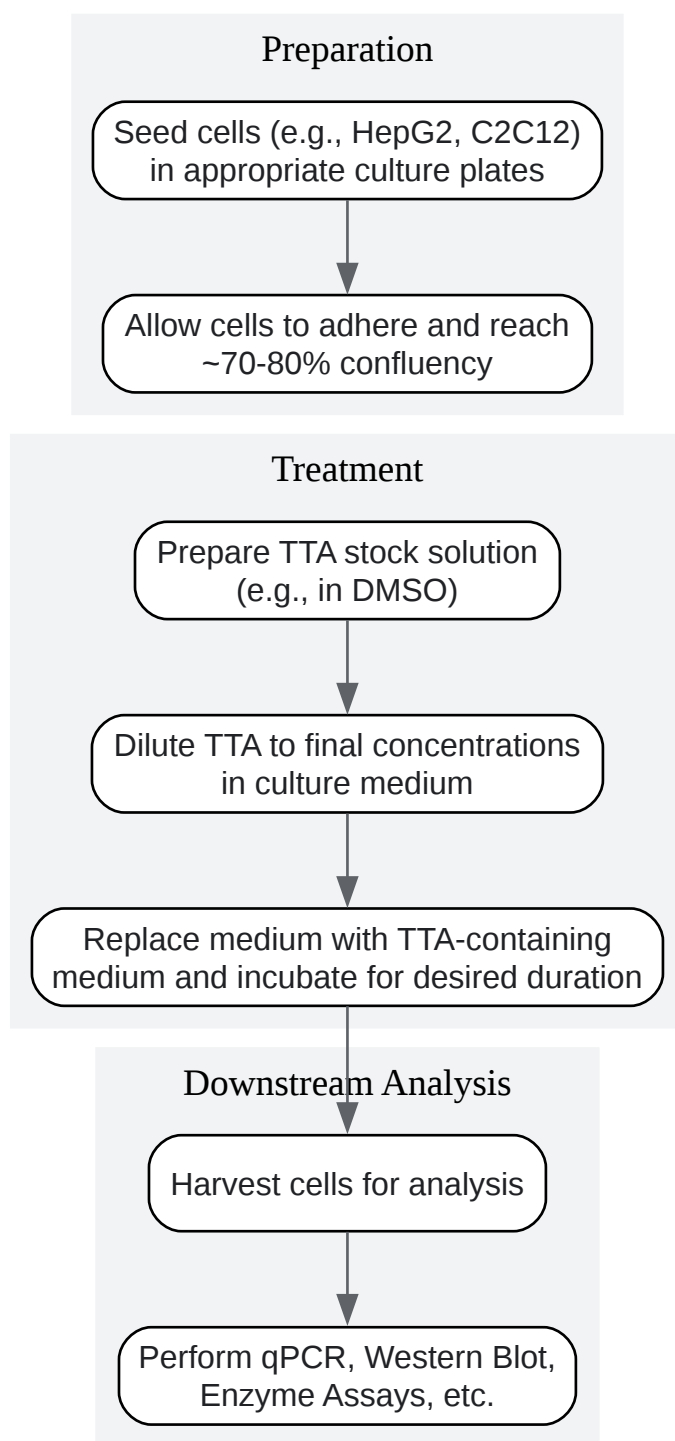 Preparation
Seed cells (e.g., HepG2, C2C12)
in appropriate culture plates
Allow cells to adhere and reach
~70-80% confluency
Treatment
Prepare TTA stock solution
(e.g., in DMSO)
Dilute TTA to final concentrations
in culture medium
Replace medium with TTA-containing
medium and incubate for desired duration
Downstream Analysis
Harvest cells for analysis
Perform qPCR, Western Blot,
Enzyme Assays, etc.